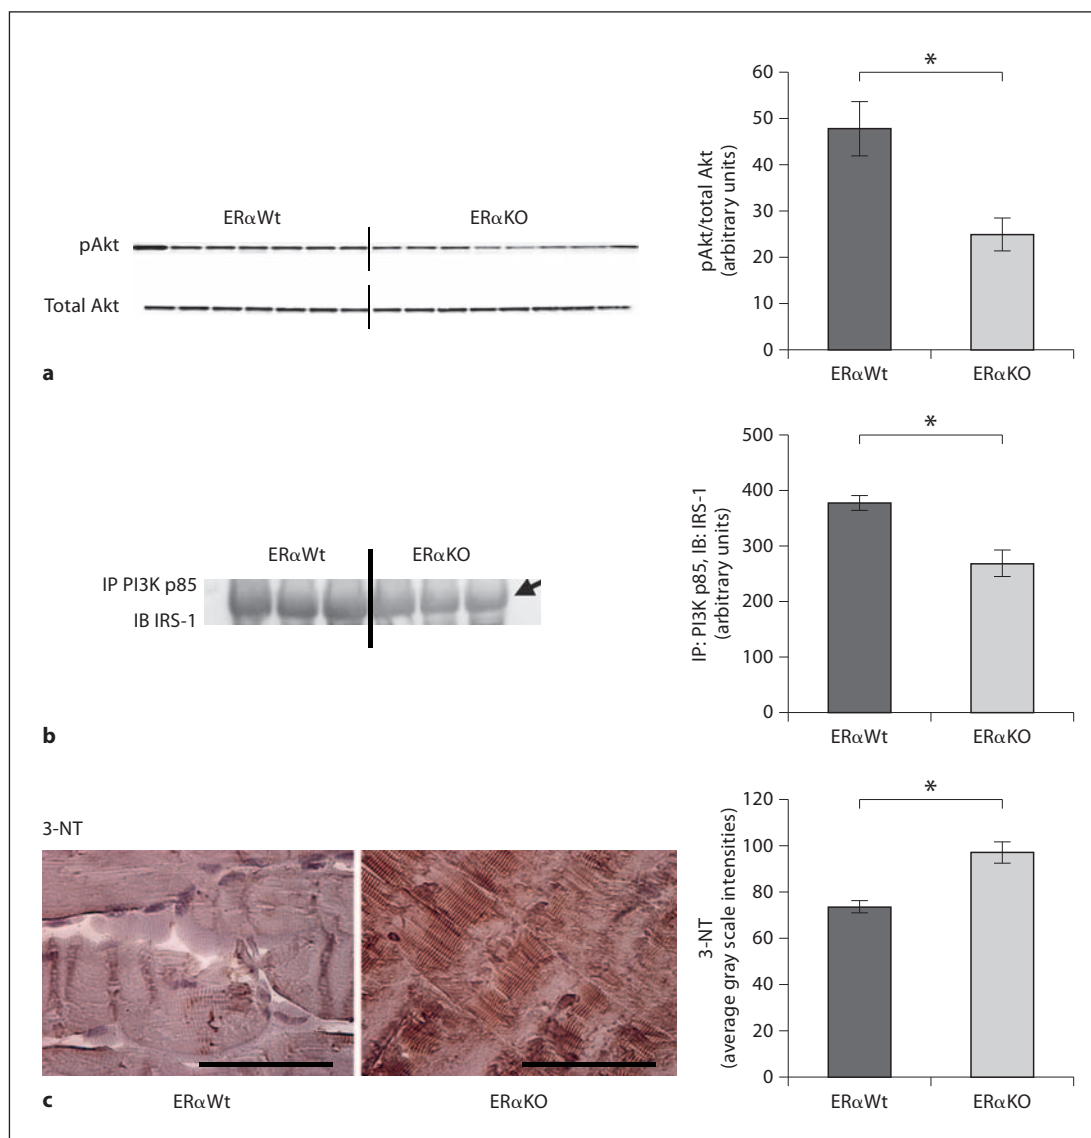 ERαWt
ERαKO
pAkt
Total Akt
a
*
pAkt/total Akt
(arbitrary units)
60
50
40
30
20
10
0
ERαWt
ERαKO
ERαWt
ERαKO
IP PI3K p85
IB IRS-1
b
*
IP: PI3K p85, IB: IRS-1
(arbitrary units)
500
400
300
200
100
0
ERαWt
ERαKO
3-NT
c
ERαWt
ERαKO
*
3-NT
(average gray scale intensities)
120
100
80
60
40
20
0
ERαWt
ERαKO